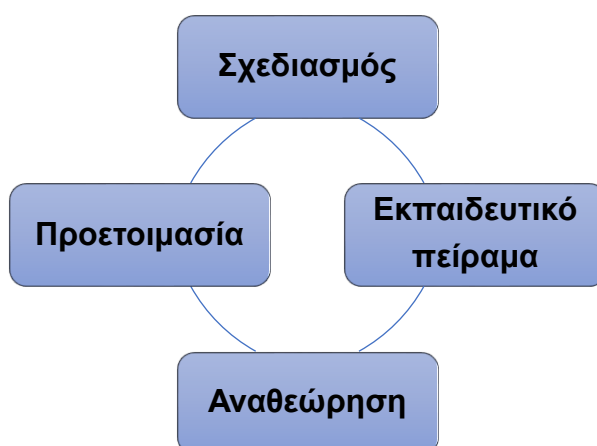 Σχεδιασμός
Προετοιμασία
Εκπαιδευτικό
πείραμα
Αναθεώρηση